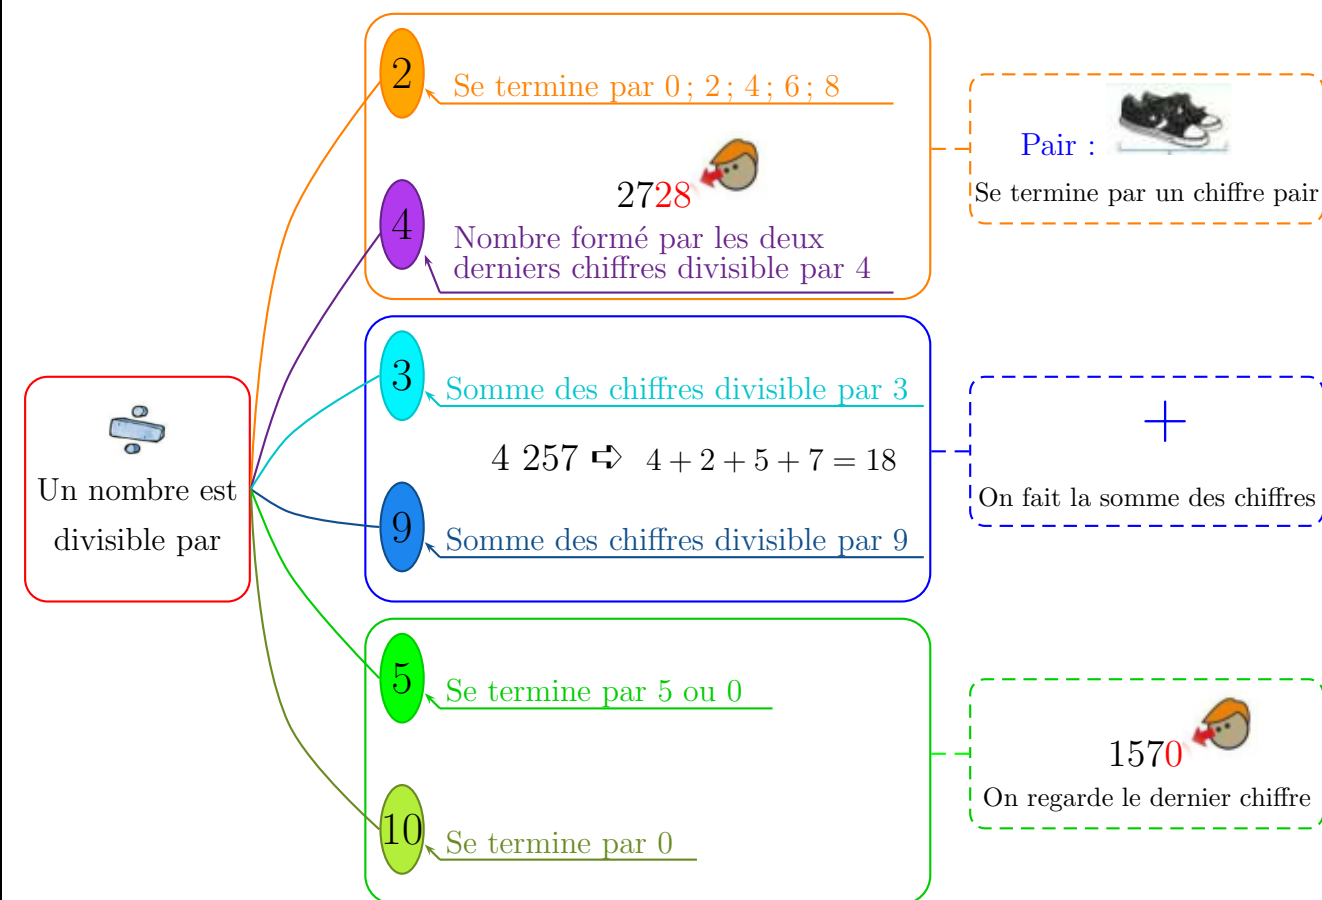 Un nombre est
divisible par
2
Se termine par 0 ; 2 ; 4 ; 6 ; 8
2728
4
Nombre formé par les deux
derniers chiffres divisible par 4
Pair :
Se termine par un chiffre pair
3
Somme des chiffres divisible par 3
4 257 ➪ 4 + 2 + 5 + 7 = 18
9
Somme des chiffres divisible par 9
+
On fait la somme des chiffres
5
Se termine par 5 ou 0
10
Se termine par 0
1570
On regarde le dernier chiffre